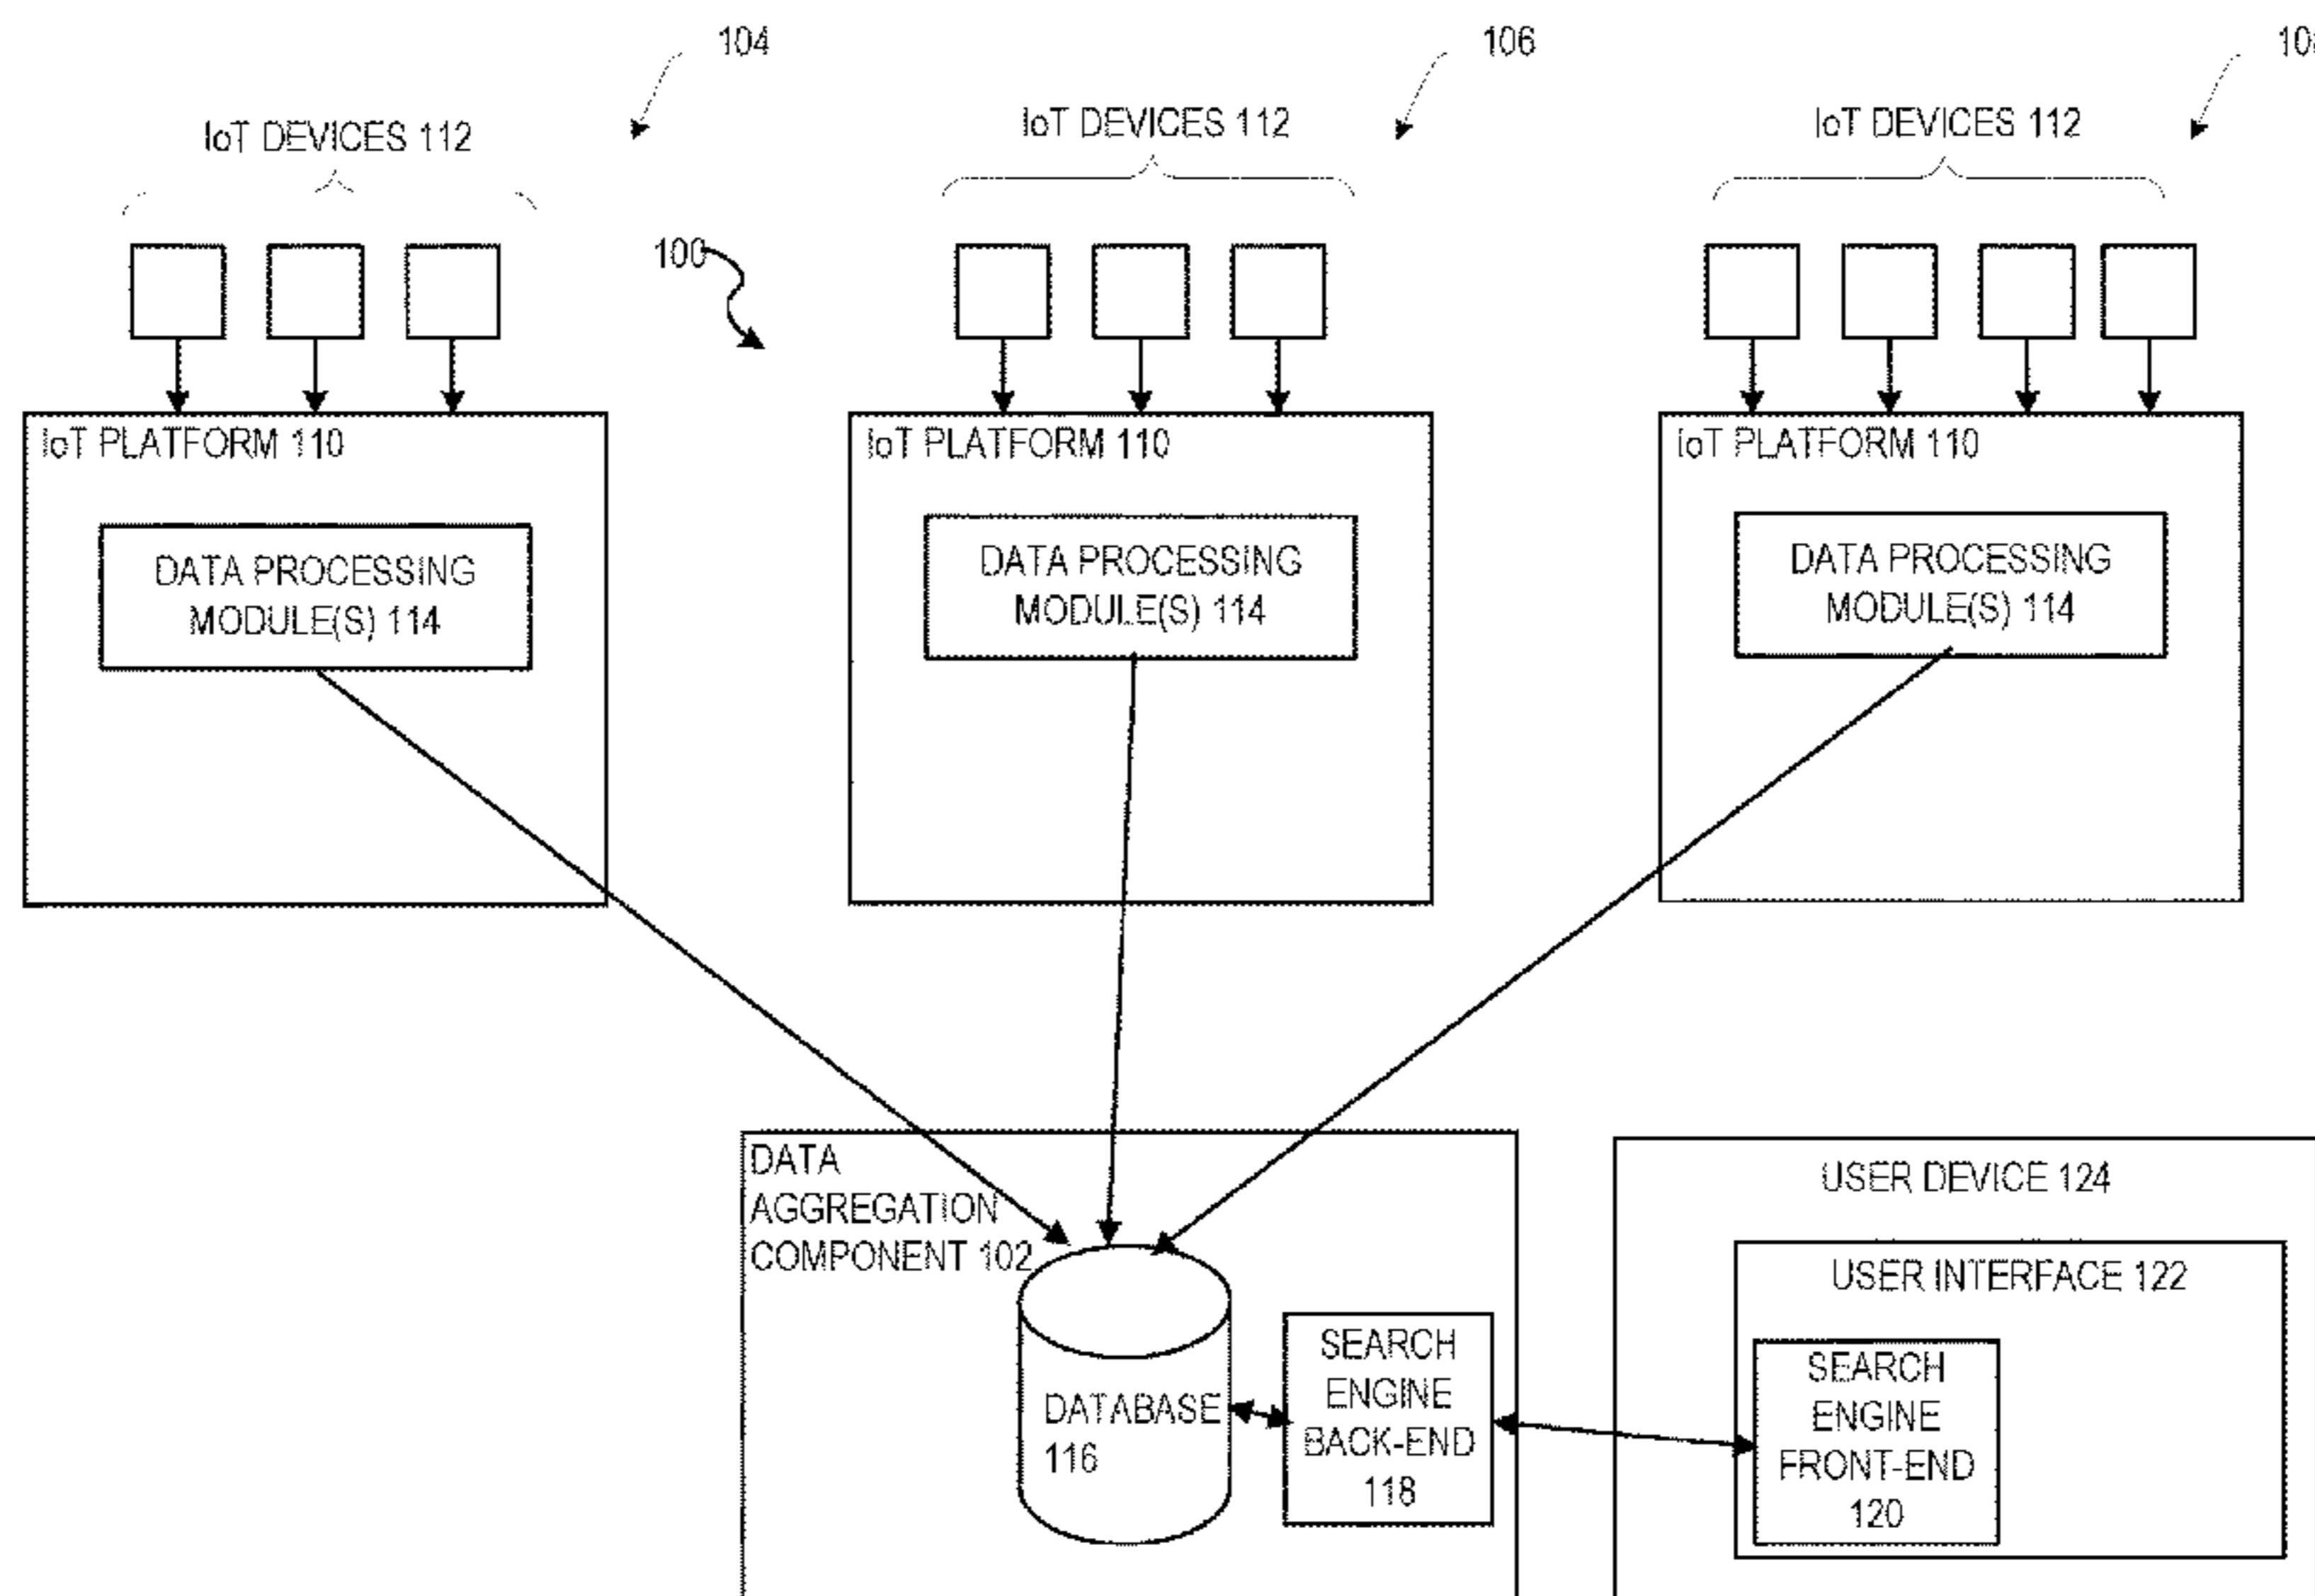 104
106
IoT DEVICES 112
IoT DEVICES 112
IoT DEVICES 112
100
IoT PLATFORM 110
IoT PLATFORM 110
IoT PLATFORM 110
DATA PROCESSING
MODULE(S) 114
DATA PROCESSING
MODULE(S) 114
DATA PROCESSING
MODULE(S) 114
DATA
AGGREGATION
COMPONENT 102
DATABASE
116
SEARCH
ENGINE
BACK-END
118
USER DEVICE 124
USER INTERFACE 122
SEARCH
ENGINE
FRONT-END
120